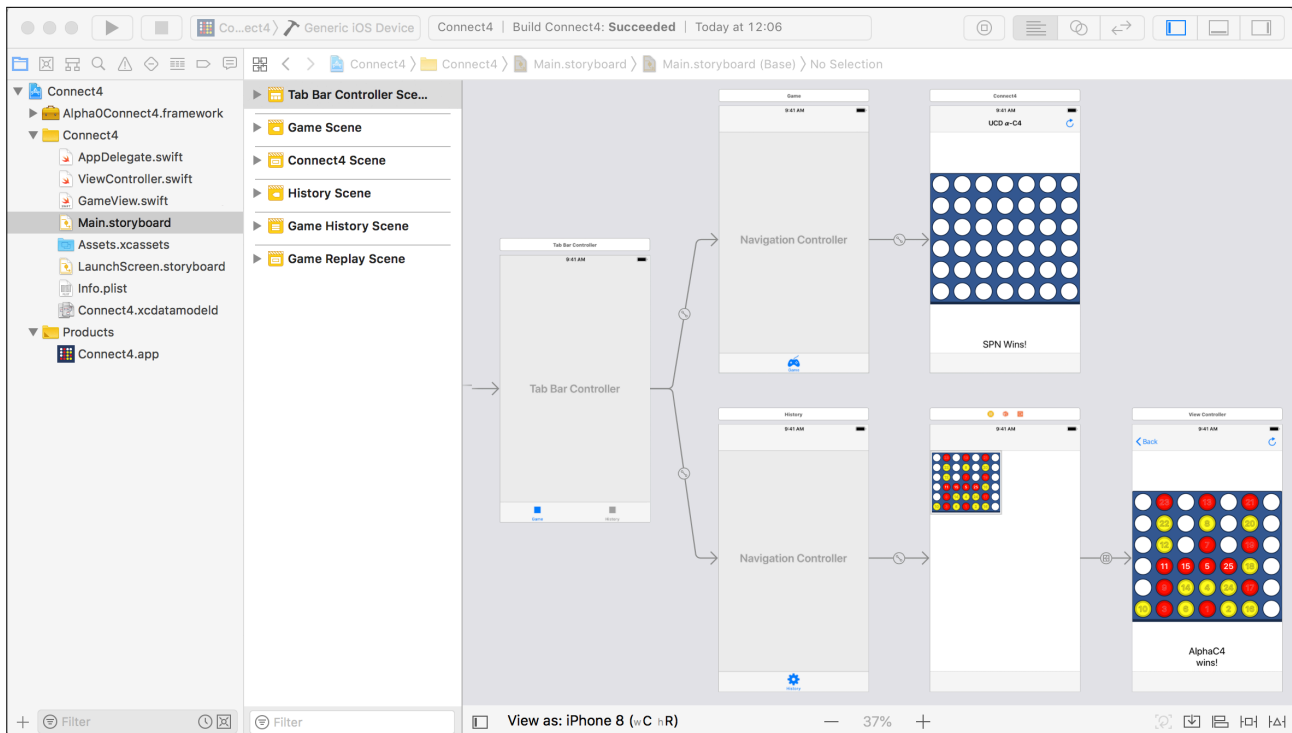 Co...ect4 〉 Generic iOS Device
Connect4 | Build Connect4: Succeeded | Today at 12:06
Connect4 〉 Connect4 〉 Main.storyboard 〉 Main.storyboard (Base) 〉 No Selection
Connect4
Alpha0Connect4.framework
Connect4
AppDelegate.swift
ViewController.swift
GameView.swift
Main.storyboard
Assets.xcassets
LaunchScreen.storyboard
Info.plist
Connect4.xcdatamodeld
Products
Connect4.app
Filter
Tab Bar Controller Sce...
Game Scene
Connect4 Scene
History Scene
Game History Scene
Game Replay Scene
Filter
Tab Bar Controller
9:41 AM
Tab Bar Controller
Game
History
Game
9:41 AM
Navigation Controller
Game
Connect4
9:41 AM
UCD α-C4
SPN Wins!
History
9:41 AM
Navigation Controller
History
9:41 AM
View Controller
9:41 AM
Back
23 13 21
22 8 20
12 7 19
11 15 5 25 18
9 14 4 24 17
10 3 6 1 2 16
AlphaC4
wins!
View as: iPhone 8 (wC hR)
37%